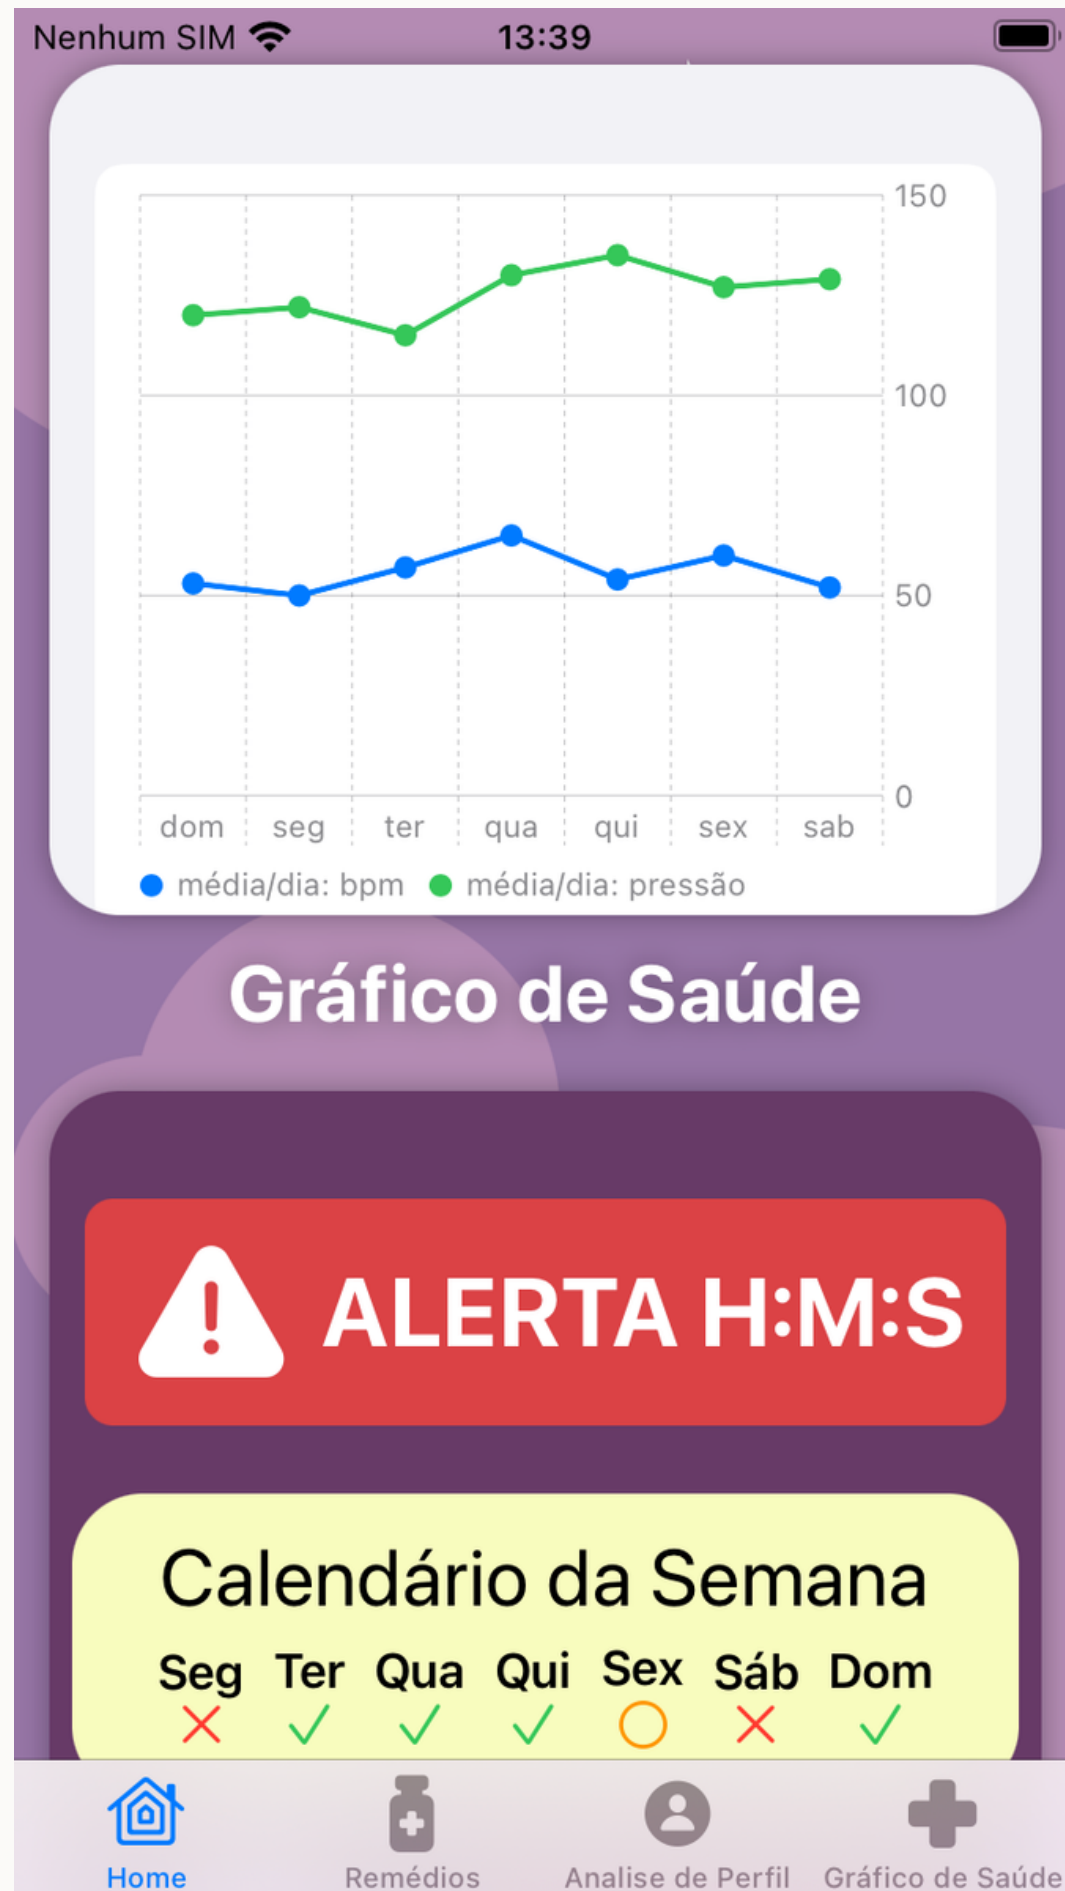 Nenhum SIM 13:39
150
100
50
0
dom seg ter qua qui sex sab
média/dia: bpm média/dia: pressão
Gráfico de Saúde
ALERTA H:M:S
Calendário da Semana
Seg Ter Qua Qui Sex Sáb Dom
Home Remédios Analise de Perfil Gráfico de Saúde